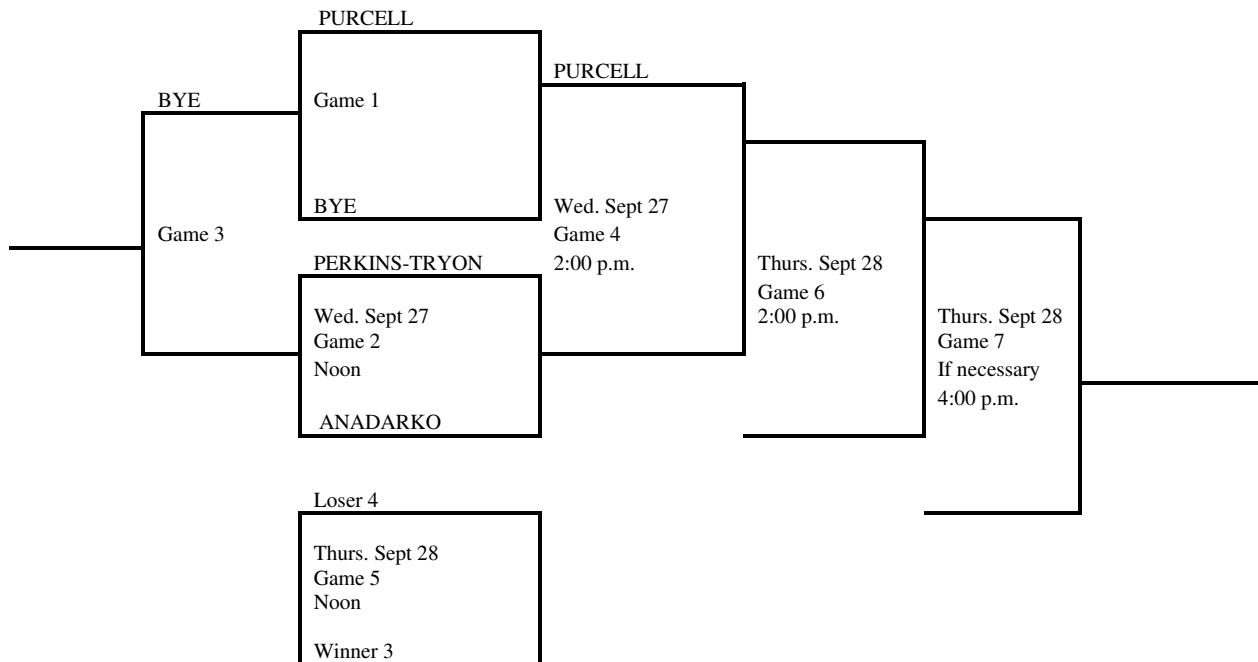 PURCELL
PURCELL
BYE
Game 1
BYE
Wed. Sept 27
Game 3
Game 4
PERKINS-TRYON
2:00 p.m.
Thurs. Sept 28
Game 6
Wed. Sept 27
2:00 p.m.
Thurs. Sept 28
Game 2
Game 7
Noon
If necessary
4:00 p.m.
ANADARKO
Loser 4
Thurs. Sept 28
Game 5
Noon
Winner 3